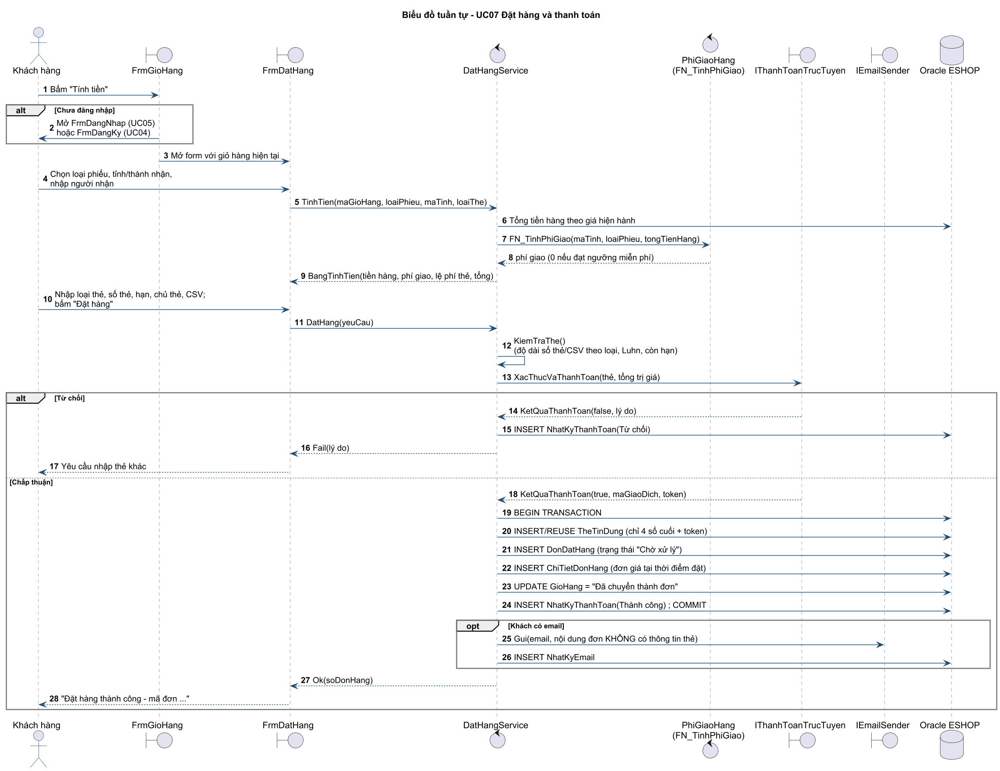 Biểu đồ tuần tự - UC07 Đặt hàng và thanh toán
Khách hàng
FrmGioHang
FrmDatHang
DatHangService
PhiGiaoHang
(FN_TinhPhiGiao)
IThanhToanTrucTuyen
IEmailSender
Oracle ESHOP
1 Bấm "Tính tiền"
alt [Chưa đăng nhập]
2 Mở FrmDangNhap (UC05)
hoặc FrmDangKy (UC04)
3 Mở form với giỏ hàng hiện tại
4 Chọn loại phiếu, tỉnh/thành nhận,
nhập người nhận
5 TinhTien(maGioHang, loaiPhieu, maTinh, loaiThe)
6 Tổng tiền hàng theo giá hiện hành
7 FN_TinhPhiGiao(maTinh, loaiPhieu, tongTienHang)
8 phí giao (0 nếu đạt ngưỡng miễn phí)
9 BangTinhTien(tiền hàng, phí giao, lệ phí thẻ, tổng)
10 Nhập loại thẻ, số thẻ, hạn, chủ thẻ, CSV;
bấm "Đặt hàng"
11 DatHang(yeuCau)
12 KiemTraThe()
(độ dài số thẻ/CSV theo loại, Luhn, còn hạn)
13 XacThucVaThanhToan(thẻ, tổng trị giá)
alt [Từ chối]
14 KetQuaThanhToan(false, lý do)
15 INSERT NhatKyThanhToan(Từ chối)
16 Fail(lý do)
17 Yêu cầu nhập thẻ khác
[Chấp thuận]
18 KetQuaThanhToan(true, maGiaoDich, token)
19 BEGIN TRANSACTION
20 INSERT/REUSE TheTinDung (chỉ 4 số cuối + token)
21 INSERT DonDatHang (trạng thái "Chờ xử lý")
22 INSERT ChiTietDonHang (đơn giá tại thời điểm đặt)
23 UPDATE GioHang = "Đã chuyển thành đơn"
24 INSERT NhatKyThanhToan(Thành công) ; COMMIT
opt [Khách có email]
25 Gui(email, nội dung đơn KHÔNG có thông tin thẻ)
26 INSERT NhatKyEmail
27 Ok(soDonHang)
28 "Đặt hàng thành công - mã đơn ..."
Khách hàng
FrmGioHang
FrmDatHang
DatHangService
PhiGiaoHang
(FN_TinhPhiGiao)
IThanhToanTrucTuyen
IEmailSender
Oracle ESHOP